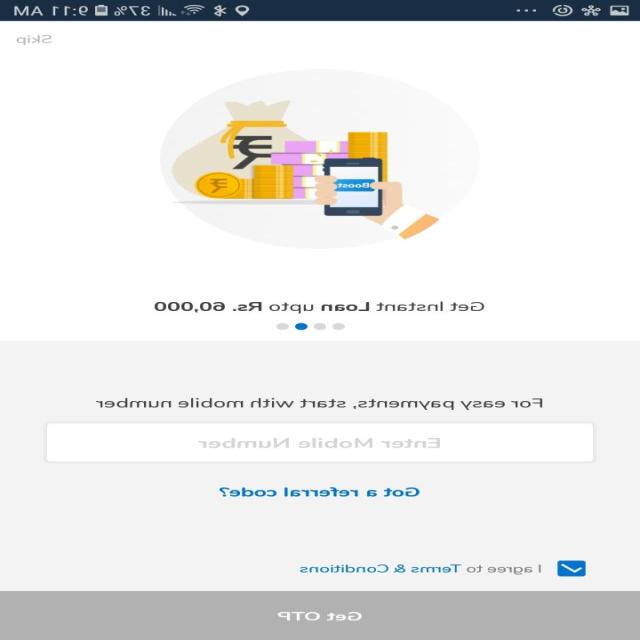 37% 9:11 AM
Skip
₹
₹
Boost
Get Instant Loan upto Rs. 60,000
For easy payments, start with mobile number
Enter Mobile Number
Got a referral code?
I agree to Terms & Conditions
Get OTP